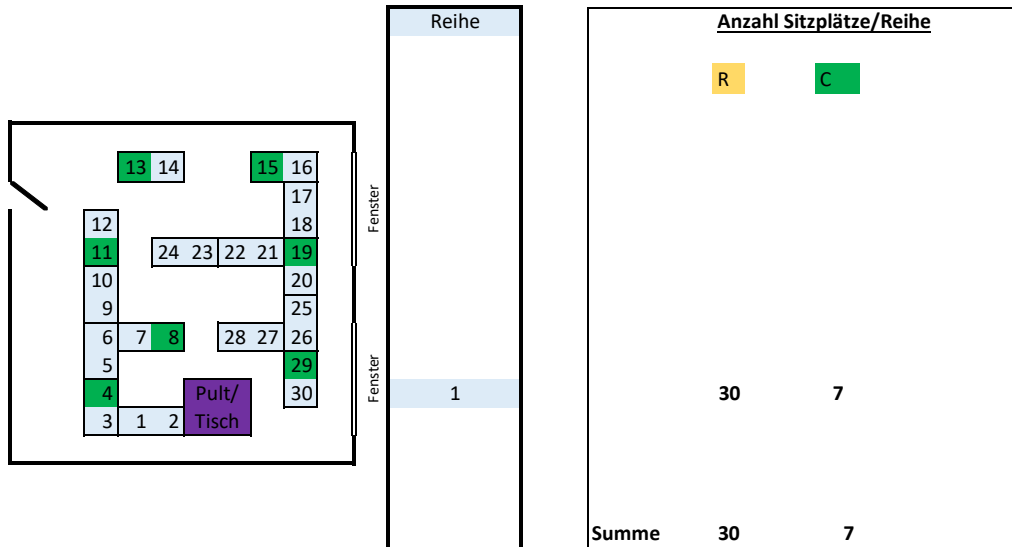 Reihe
Anzahl Sitzplätze/Reihe
R C
13 14 15 16
17
Fenster
12 18
11 24 23 22 21 19
10 20
9 25
6 7 8 28 27 26
5 29
Fenster
4 Pult/ 30 1 30 7
3 1 2 Tisch
Summe 30 7